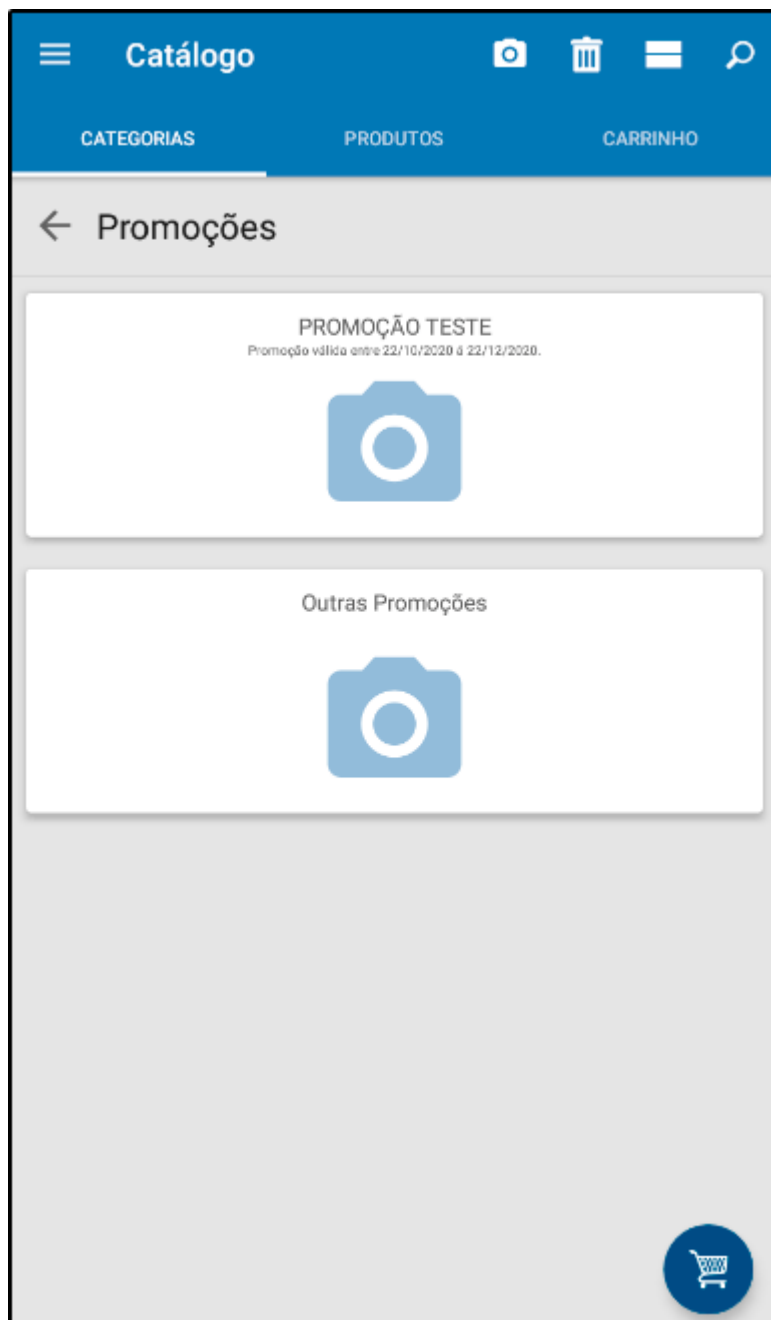 Catálogo
CATEGORIAS PRODUTOS CARRINHO
Promoções
PROMOÇÃO TESTE
Promoção válida entre 22/10/2020 á 22/12/2020.
Outras Promoções